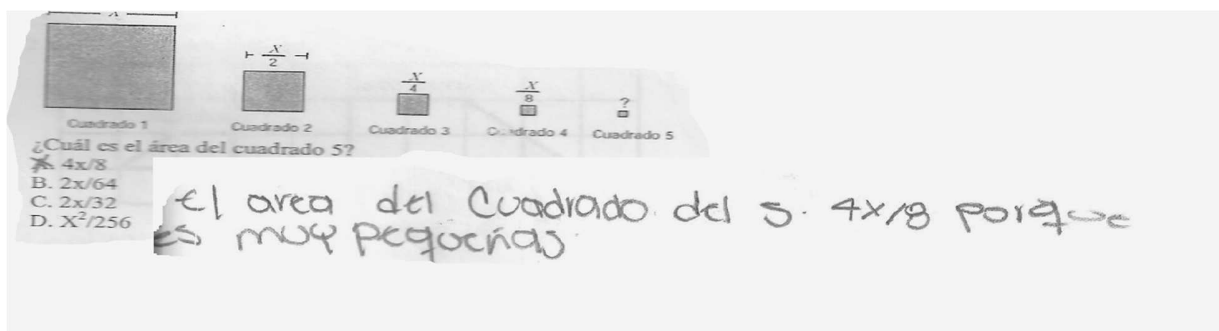 x
x/2
x/4
x/8
?
Cuadrado 1 Cuadrado 2 Cuadrado 3 Cuadrado 4 Cuadrado 5
¿Cuál es el área del cuadrado 5?
A. 4x/8
B. 2x/64
C. 2x/32
D. X²/256
El area del Cuadrado del 5. 4x/8 porque
es muy pequeñas